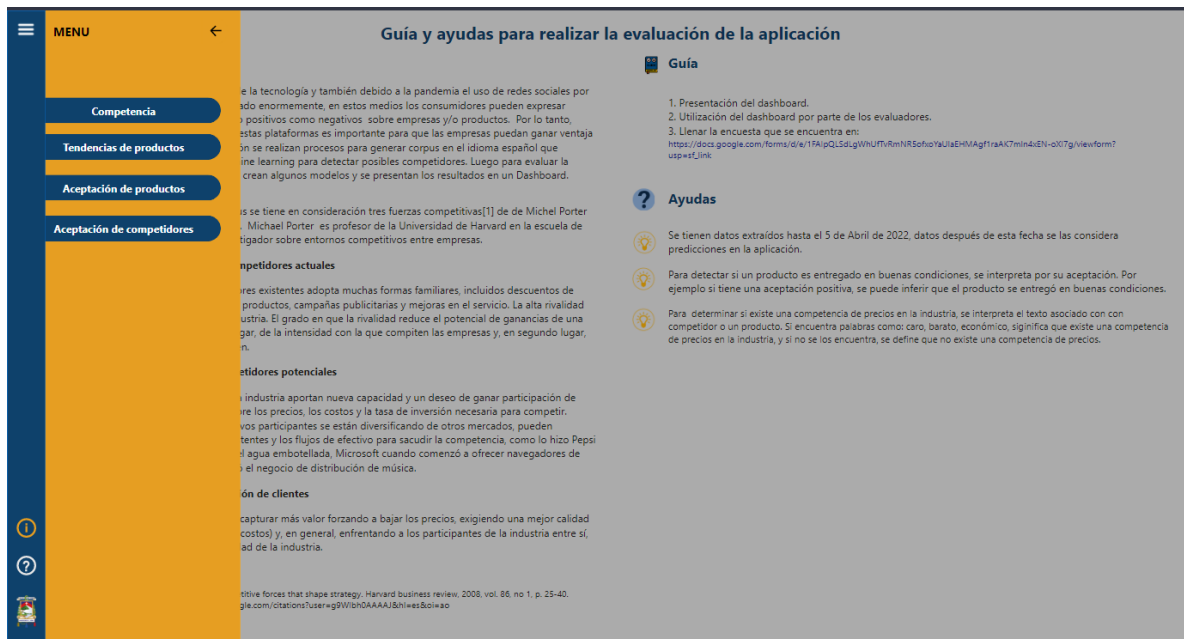 MENU
Competencia
Tendencias de productos
Aceptación de productos
Aceptación de competidores
Guía y ayudas para realizar la evaluación de la aplicación
e la tecnología y también debido a la pandemia el uso de redes sociales por
ado enormemente, en estos medios los consumidores pueden expresar
positivos como negativos sobre empresas y/o productos. Por lo tanto,
estas plataformas es importante para que las empresas puedan ganar ventaja
ón se realizan procesos para generar corpus en el idioma español que
ine learning para detectar posibles competidores. Luego para evaluar la
crean algunos modelos y se presentan los resultados en un Dashboard.
us se tiene en consideración tres fuerzas competitivas[1] de de Michel Porter
. Michael Porter es profesor de la Universidad de Harvard en la escuela de
tigador sobre entornos competitivos entre empresas.
mpetidores actuales
ores existentes adopta muchas formas familiares, incluidos descuentos de
productos, campañas publicitarias y mejoras en el servicio. La alta rivalidad
ustria. El grado en que la rivalidad reduce el potencial de ganancias de una
gar, de la intensidad con la que compiten las empresas y, en segundo lugar,
en.
etidores potenciales
industria aportan nueva capacidad y un deseo de ganar participación de
bre los precios, los costos y la tasa de inversión necesaria para competir.
vos participantes se están diversificando de otros mercados, pueden
tentes y los flujos de efectivo para sacudir la competencia, como lo hizo Pepsi
el agua embotellada, Microsoft cuando comenzó a ofrecer navegadores de
o el negocio de distribución de música.
ión de clientes
capturar más valor forzando a bajar los precios, exigiendo una mejor calidad
costos) y, en general, enfrentando a los participantes de la industria entre sí,
ad de la industria.
titive forces that shape strategy. Harvard business review, 2008, vol. 86, no 1, p. 25-40.
gle.com/citations?user=g9WIbh0AAAAJ&hl=es&oi=ao
Guía
1. Presentación del dashboard.
2. Utilización del dashboard por parte de los evaluadores.
3. Llenar la encuesta que se encuentra en:
https://docs.google.com/forms/d/e/1FAIpQLSdLgWhUfTvRmNR5ofxoYaUIaEHMAgf1raAK7mIn4xEN-oXI7g/viewform?
usp=sf_link
Ayudas
Se tienen datos extraídos hasta el 5 de Abril de 2022, datos después de esta fecha se las considera
predicciones en la aplicación.
Para detectar si un producto es entregado en buenas condiciones, se interpreta por su aceptación. Por
ejemplo si tiene una aceptación positiva, se puede inferir que el producto se entregó en buenas condiciones.
Para determinar si existe una competencia de precios en la industria, se interpreta el texto asociado con con
competidor o un producto. Si encuentra palabras como: caro, barato, económico, siginifica que existe una competencia
de precios en la industria, y si no se los encuentra, se define que no existe una competencia de precios.